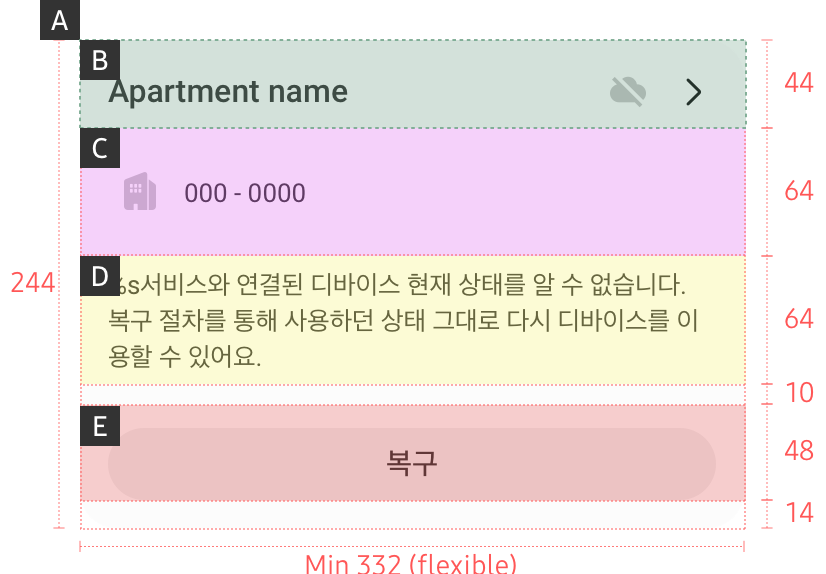 A
B
Apartment name
44
C
000 - 0000
64
244
D
%s서비스와 연결된 디바이스 현재 상태를 알 수 없습니다.
복구 절차를 통해 사용하던 상태 그대로 다시 디바이스를 이
용할 수 있어요.
64
10
E
복구
48
14
Min 332 (flexible)